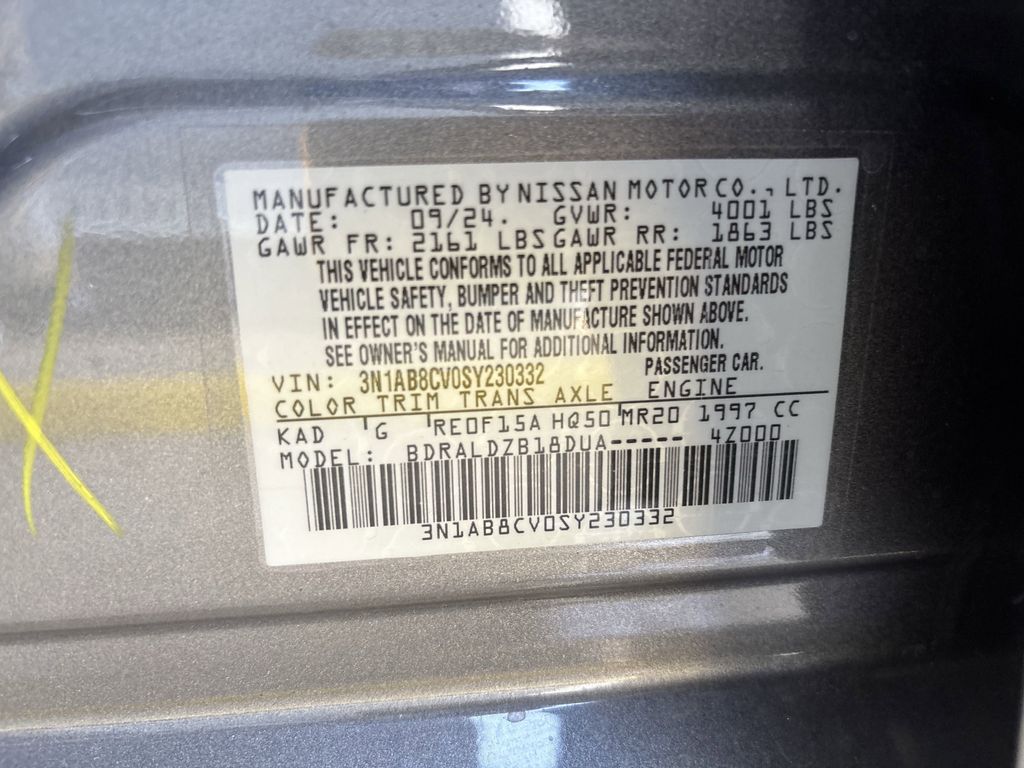 MANUFACTURED BY NISSAN MOTOR CO., LTD.
DATE: 09/24. GVWR: 4001 LBS
GAWR FR: 2161 LBS GAWR RR: 1863 LBS
THIS VEHICLE CONFORMS TO ALL APPLICABLE FEDERAL MOTOR
VEHICLE SAFETY, BUMPER AND THEFT PREVENTION STANDARDS
IN EFFECT ON THE DATE OF MANUFACTURE SHOWN ABOVE.
SEE OWNER'S MANUAL FOR ADDITIONAL INFORMATION.
VIN: 3N1AB8CV0SY230332 PASSENGER CAR.
COLOR TRIM TRANS AXLE ENGINE
KAD G RE0F15A HQ50 MR20 1997 CC
MODEL: BDRALDZB18DUA----- 4Z000
3N1AB8CV0SY230332